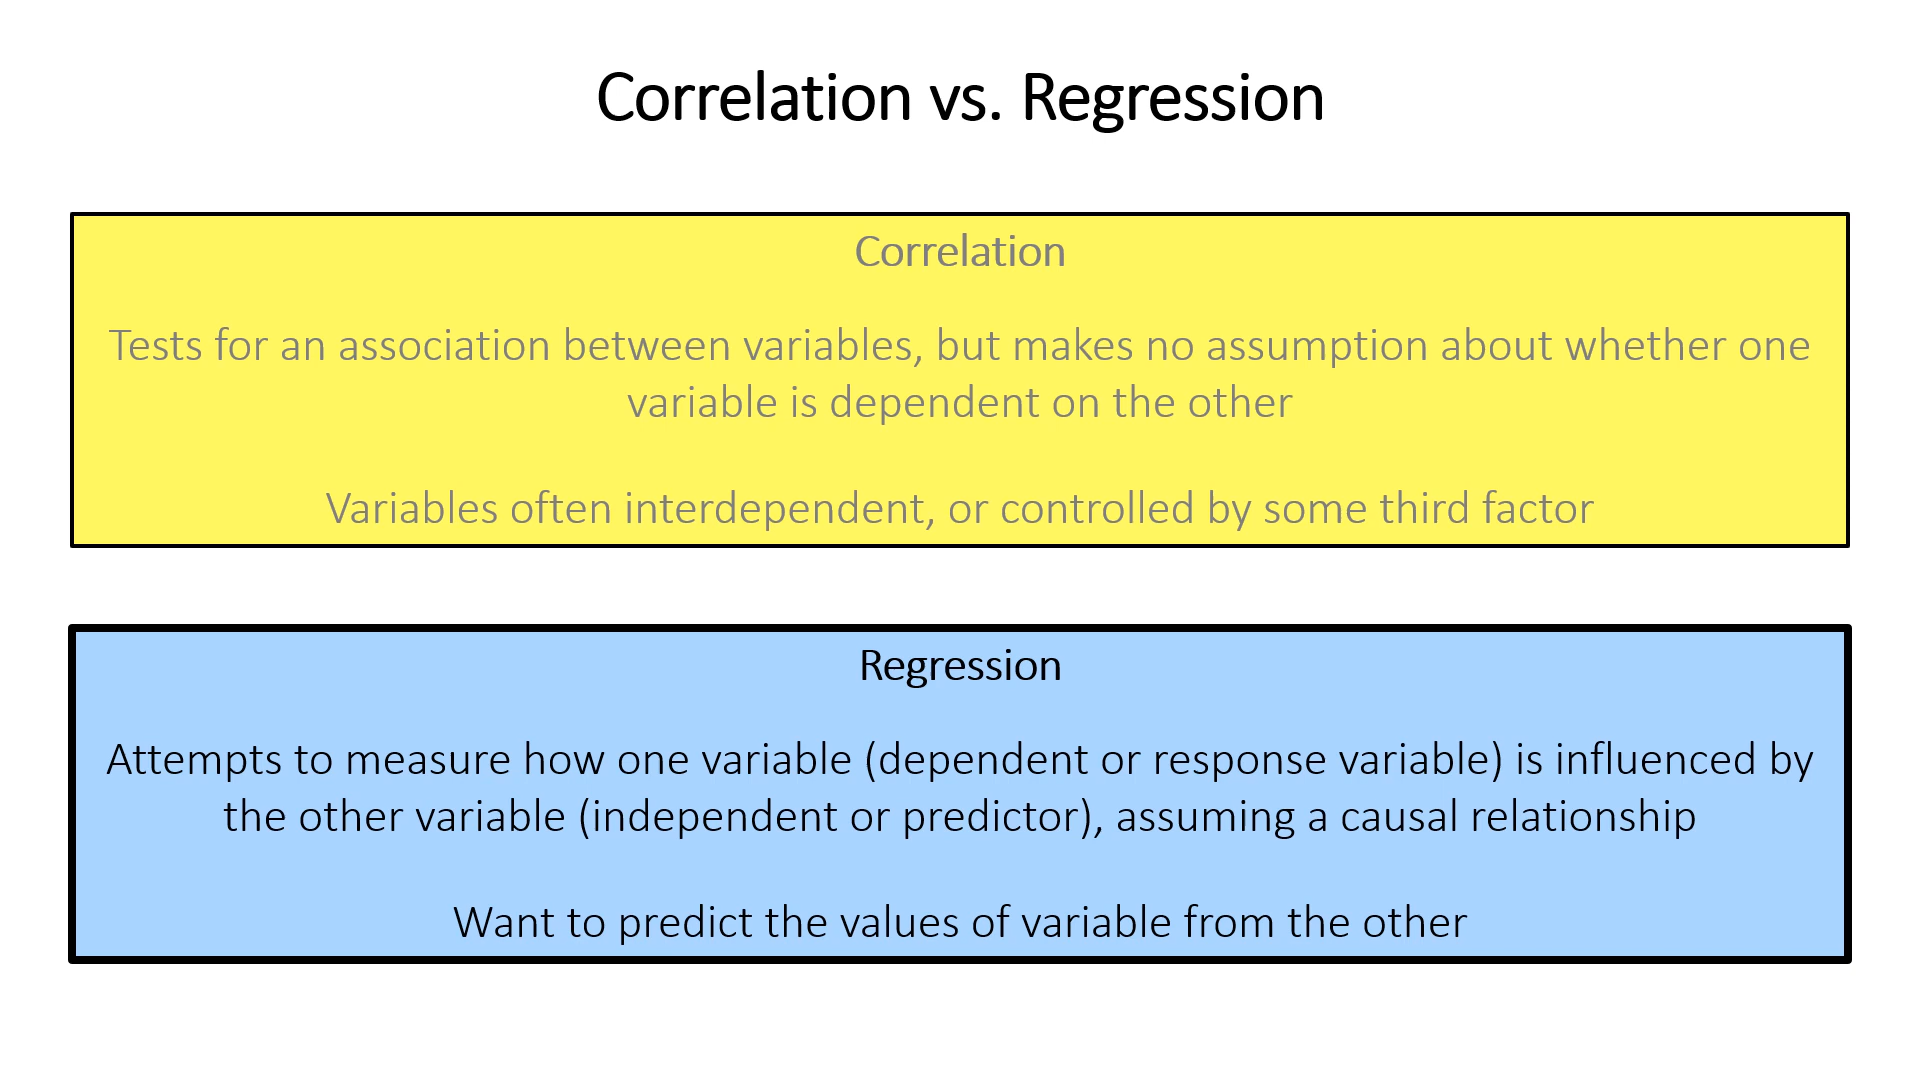 Correlation vs. Regression
Correlation
Tests for an association between variables, but makes no assumption about whether one
variable is dependent on the other
Variables often interdependent, or controlled by some third factor
Regression
Attempts to measure how one variable (dependent or response variable) is influenced by
the other variable (independent or predictor), assuming a causal relationship
Want to predict the values of variable from the other